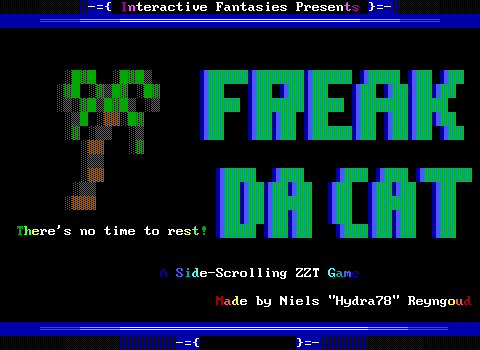 -={ Interactive Fantasies Presents }=-
FREAK
DA CAT
There's no time to rest!
A Side-Scrolling ZZT Game
Made by Niels "Hydra78" Reyngoud
-={ }=-